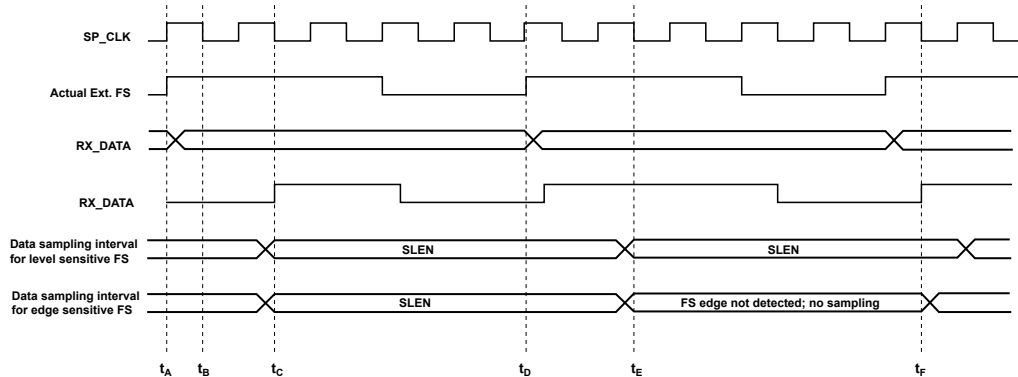 SP_CLK
Actual Ext. FS
RX_DATA
RX_DATA
Data sampling interval
for level sensitive FS
SLEN
SLEN
Data sampling interval
for edge sensitive FS
SLEN
FS edge not detected; no sampling
tA
tB
tC
tD
tE
tF